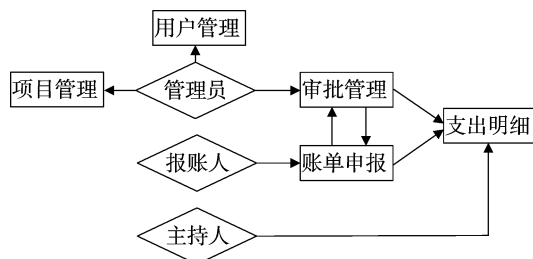 用户管理
项目管理
管理员
审批管理
支出明细
报账人
账单申报
主持人